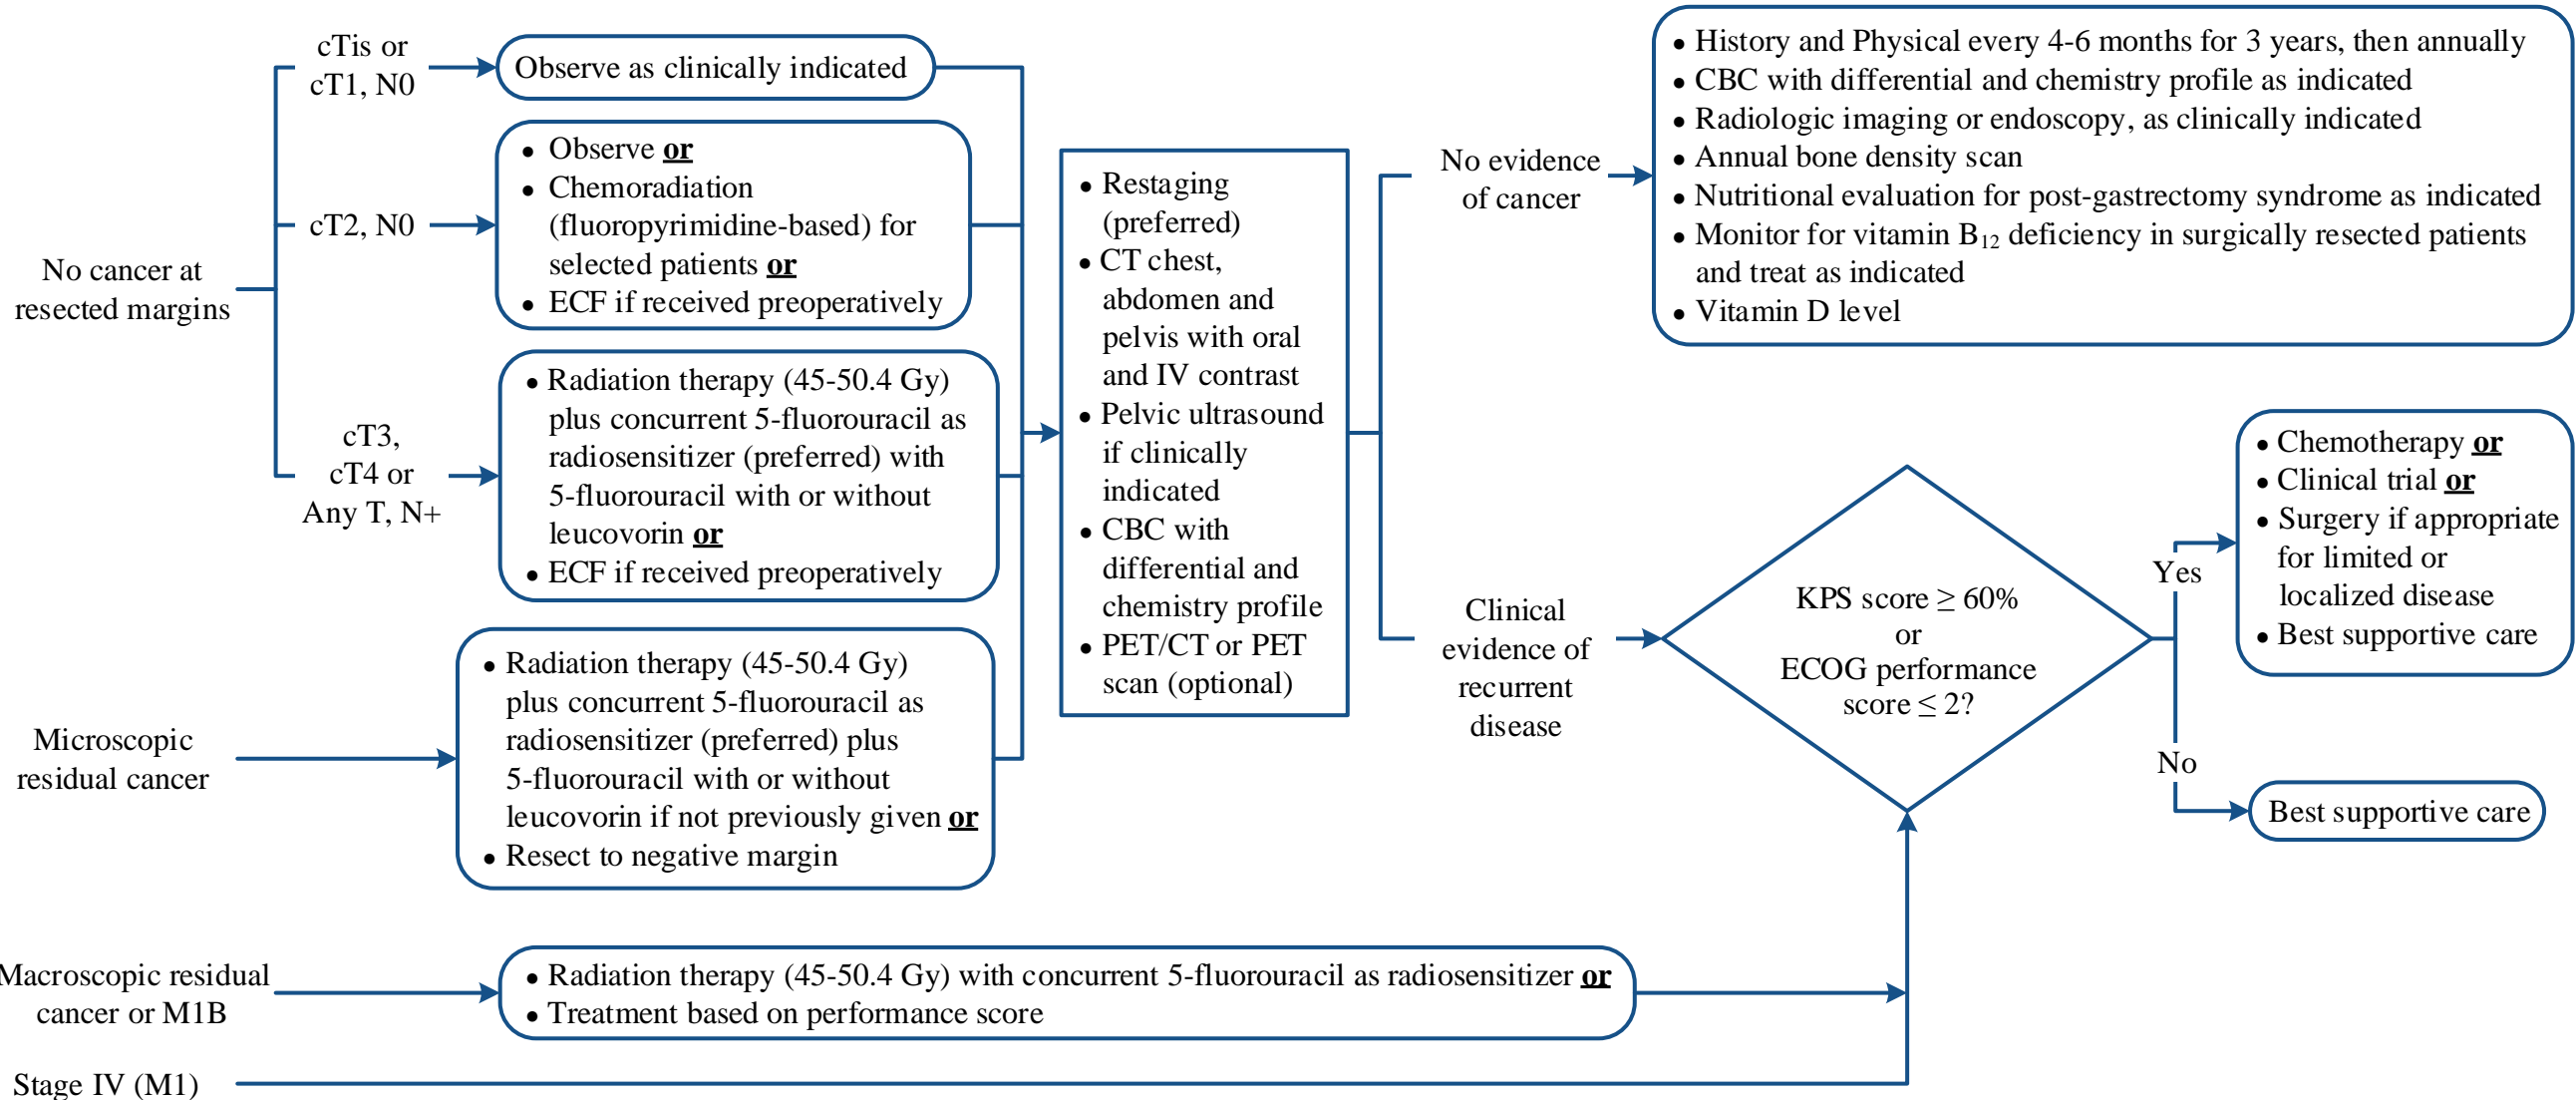 cTis or
cT1, N0
Observe as clinically indicated
No cancer at
resected margins
cT2, N0
• Observe or
• Chemoradiation
(fluoropyrimidine-based) for
selected patients or
• ECF if received preoperatively
cT3,
cT4 or
Any T, N+
• Radiation therapy (45-50.4 Gy)
plus concurrent 5-fluorouracil as
radiosensitizer (preferred) with
5-fluorouracil with or without
leucovorin or
• ECF if received preoperatively
Microscopic
residual cancer
• Radiation therapy (45-50.4 Gy)
plus concurrent 5-fluorouracil as
radiosensitizer (preferred) plus
5-fluorouracil with or without
leucovorin if not previously given or
• Resect to negative margin
Macroscopic residual
cancer or M1B
• Radiation therapy (45-50.4 Gy) with concurrent 5-fluorouracil as radiosensitizer or
• Treatment based on performance score
Stage IV (M1)
• Restaging
(preferred)
• CT chest,
abdomen and
pelvis with oral
and IV contrast
• Pelvic ultrasound
if clinically
indicated
• CBC with
differential and
chemistry profile
• PET/CT or PET
scan (optional)
No evidence
of cancer
• History and Physical every 4-6 months for 3 years, then annually
• CBC with differential and chemistry profile as indicated
• Radiologic imaging or endoscopy, as clinically indicated
• Annual bone density scan
• Nutritional evaluation for post-gastrectomy syndrome as indicated
• Monitor for vitamin B₁₂ deficiency in surgically resected patients
and treat as indicated
• Vitamin D level
Clinical
evidence of
recurrent
disease
KPS score ≥ 60%
or
ECOG performance
score ≤ 2?
Yes
• Chemotherapy or
• Clinical trial or
• Surgery if appropriate
for limited or
localized disease
• Best supportive care
No
Best supportive care